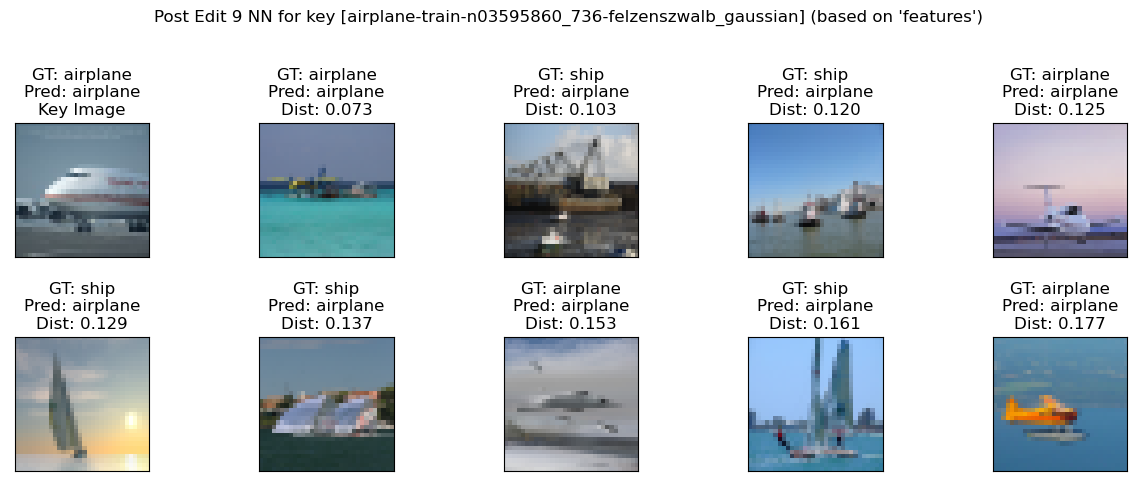 Post Edit 9 NN for key [airplane-train-n03595860_736-felzenszwalb_gaussian] (based on 'features')
GT: airplane
Pred: airplane
Key Image
GT: airplane
Pred: airplane
Dist: 0.073
GT: ship
Pred: airplane
Dist: 0.103
GT: ship
Pred: airplane
Dist: 0.120
GT: airplane
Pred: airplane
Dist: 0.125
GT: ship
Pred: airplane
Dist: 0.129
GT: ship
Pred: airplane
Dist: 0.137
GT: airplane
Pred: airplane
Dist: 0.153
GT: ship
Pred: airplane
Dist: 0.161
GT: airplane
Pred: airplane
Dist: 0.177